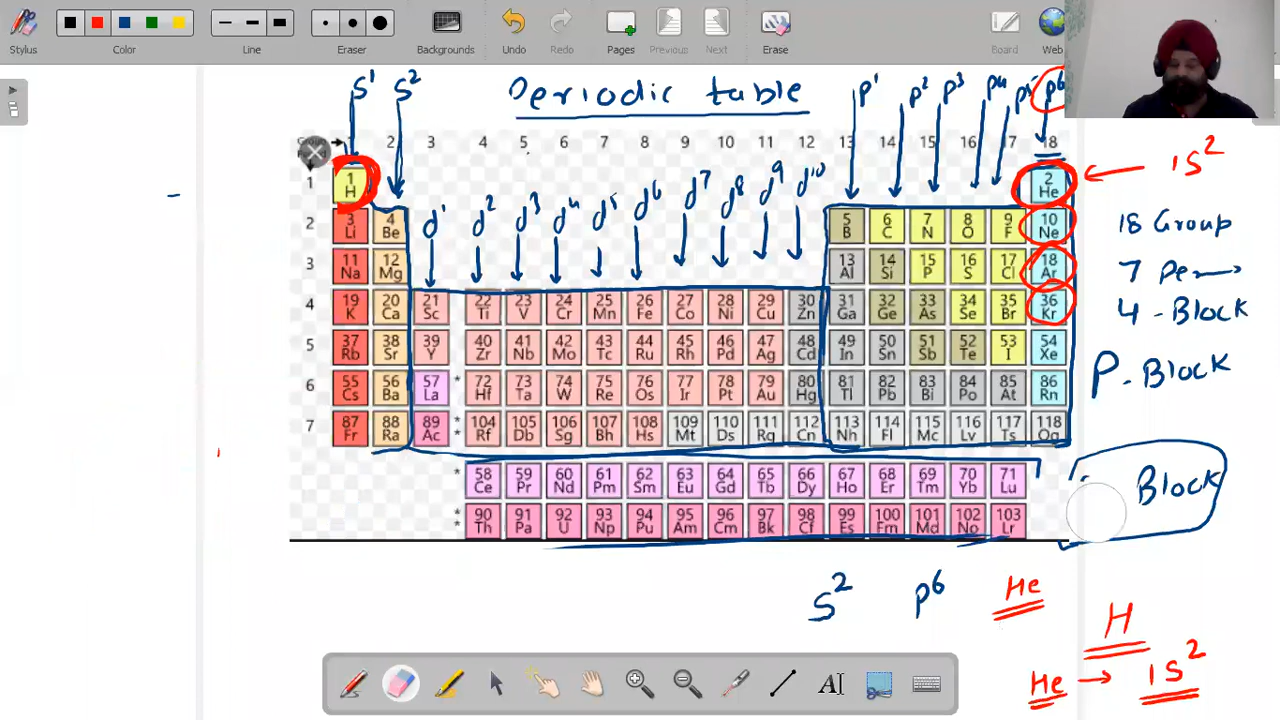 Stylus Color Line Eraser Backgrounds Undo Redo Pages Previous Next Erase Board Web
s¹ s² Periodic table p¹ p² p³ p⁴ p⁵ p⁶
2 3 4 5 6 7 8 9 10 11 12 13 14 15 16 17 18
d¹ d² d³ d⁴ d⁵ d⁶ d⁷ d⁸ d⁹ d¹⁰
1 1 H 2 He 1s²
2 3 Li 4 Be 5 B 6 C 7 N 8 O 9 F 10 Ne 18 Group
3 11 Na 12 Mg 13 Al 14 Si 15 P 16 S 17 Cl 18 Ar 7 Pe
4 19 K 20 Ca 21 Sc 22 Ti 23 V 24 Cr 25 Mn 26 Fe 27 Co 28 Ni 29 Cu 30 Zn 31 Ga 32 Ge 33 As 34 Se 35 Br 36 Kr 4 - Block
5 37 Rb 38 Sr 39 Y 40 Zr 41 Nb 42 Mo 43 Tc 44 Ru 45 Rh 46 Pd 47 Ag 48 Cd 49 In 50 Sn 51 Sb 52 Te 53 I 54 Xe
P - Block
6 55 Cs 56 Ba 57 La * 72 Hf 73 Ta 74 W 75 Re 76 Os 77 Ir 78 Pt 79 Au 80 Hg 81 Tl 82 Pb 83 Bi 84 Po 85 At 86 Rn
7 87 Fr 88 Ra 89 Ac * * 104 Rf 105 Db 106 Sg 107 Bh 108 Hs 109 Mt 110 Ds 111 Rg 112 Cn 113 Nh 114 Fl 115 Mc 116 Lv 117 Ts 118 Og
* 58 Ce 59 Pr 60 Nd 61 Pm 62 Sm 63 Eu 64 Gd 65 Tb 66 Dy 67 Ho 68 Er 69 Tm 70 Yb 71 Lu Block
* * 90 Th 91 Pa 92 U 93 Np 94 Pu 95 Am 96 Cm 97 Bk 98 Cf 99 Es 100 Fm 101 Md 102 No 103 Lr
s² p⁶ He
H
He → 1s²